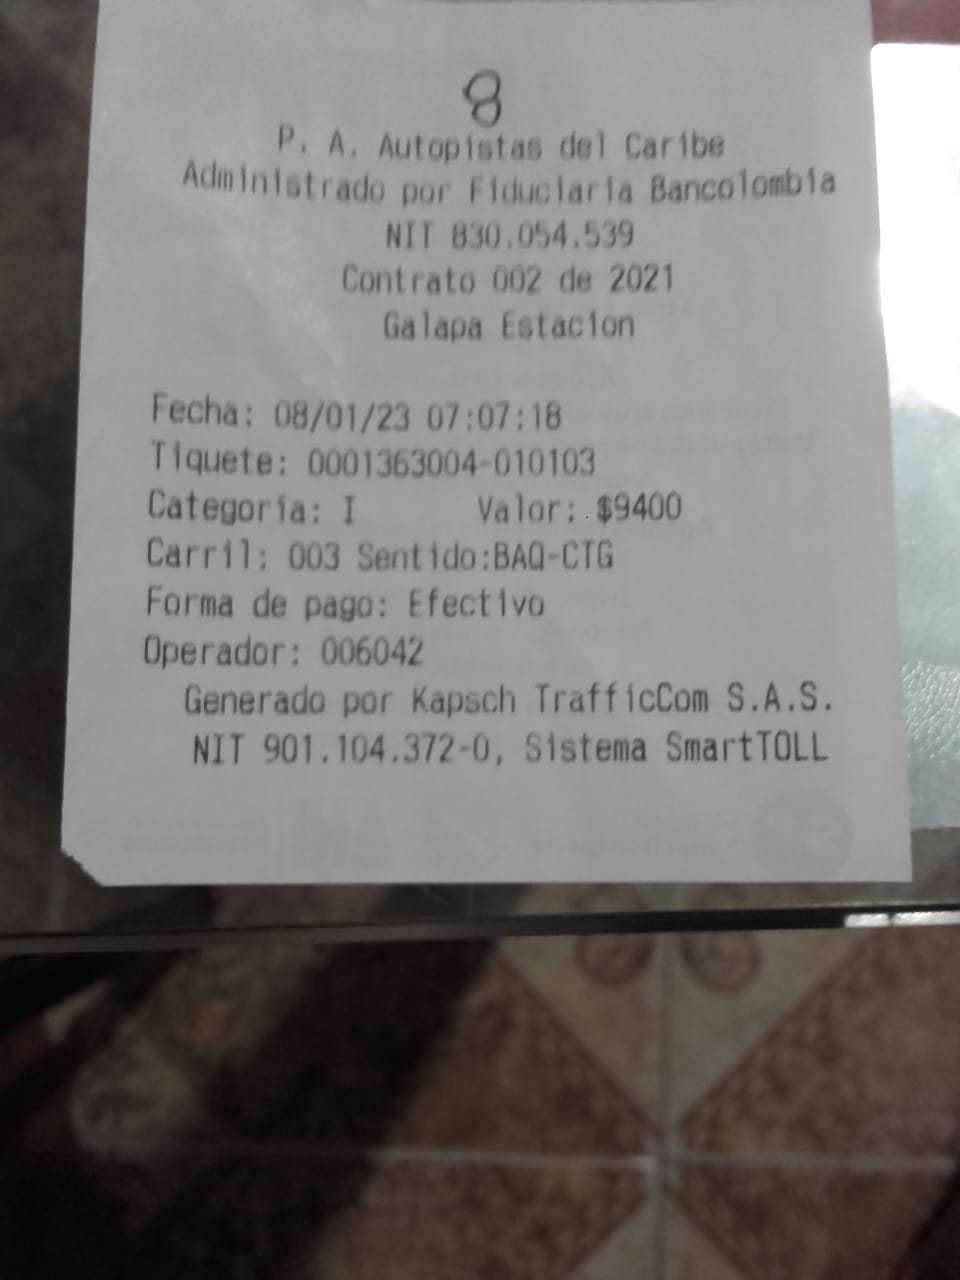 8
P. A. Autopistas del Caribe
Administrado por Fiduciaria Bancolombia
NIT 830.054.539
Contrato 002 de 2021
Galapa Estacion
Fecha: 08/01/23 07:07:18
Tiquete: 0001363004-010103
Categoría: I Valor: $9400
Carril: 003 Sentido:BAQ-CTG
Forma de pago: Efectivo
Operador: 006042
Generado por Kapsch TrafficCom S.A.S.
NIT 901.104.372-0, Sistema SmartTOLL